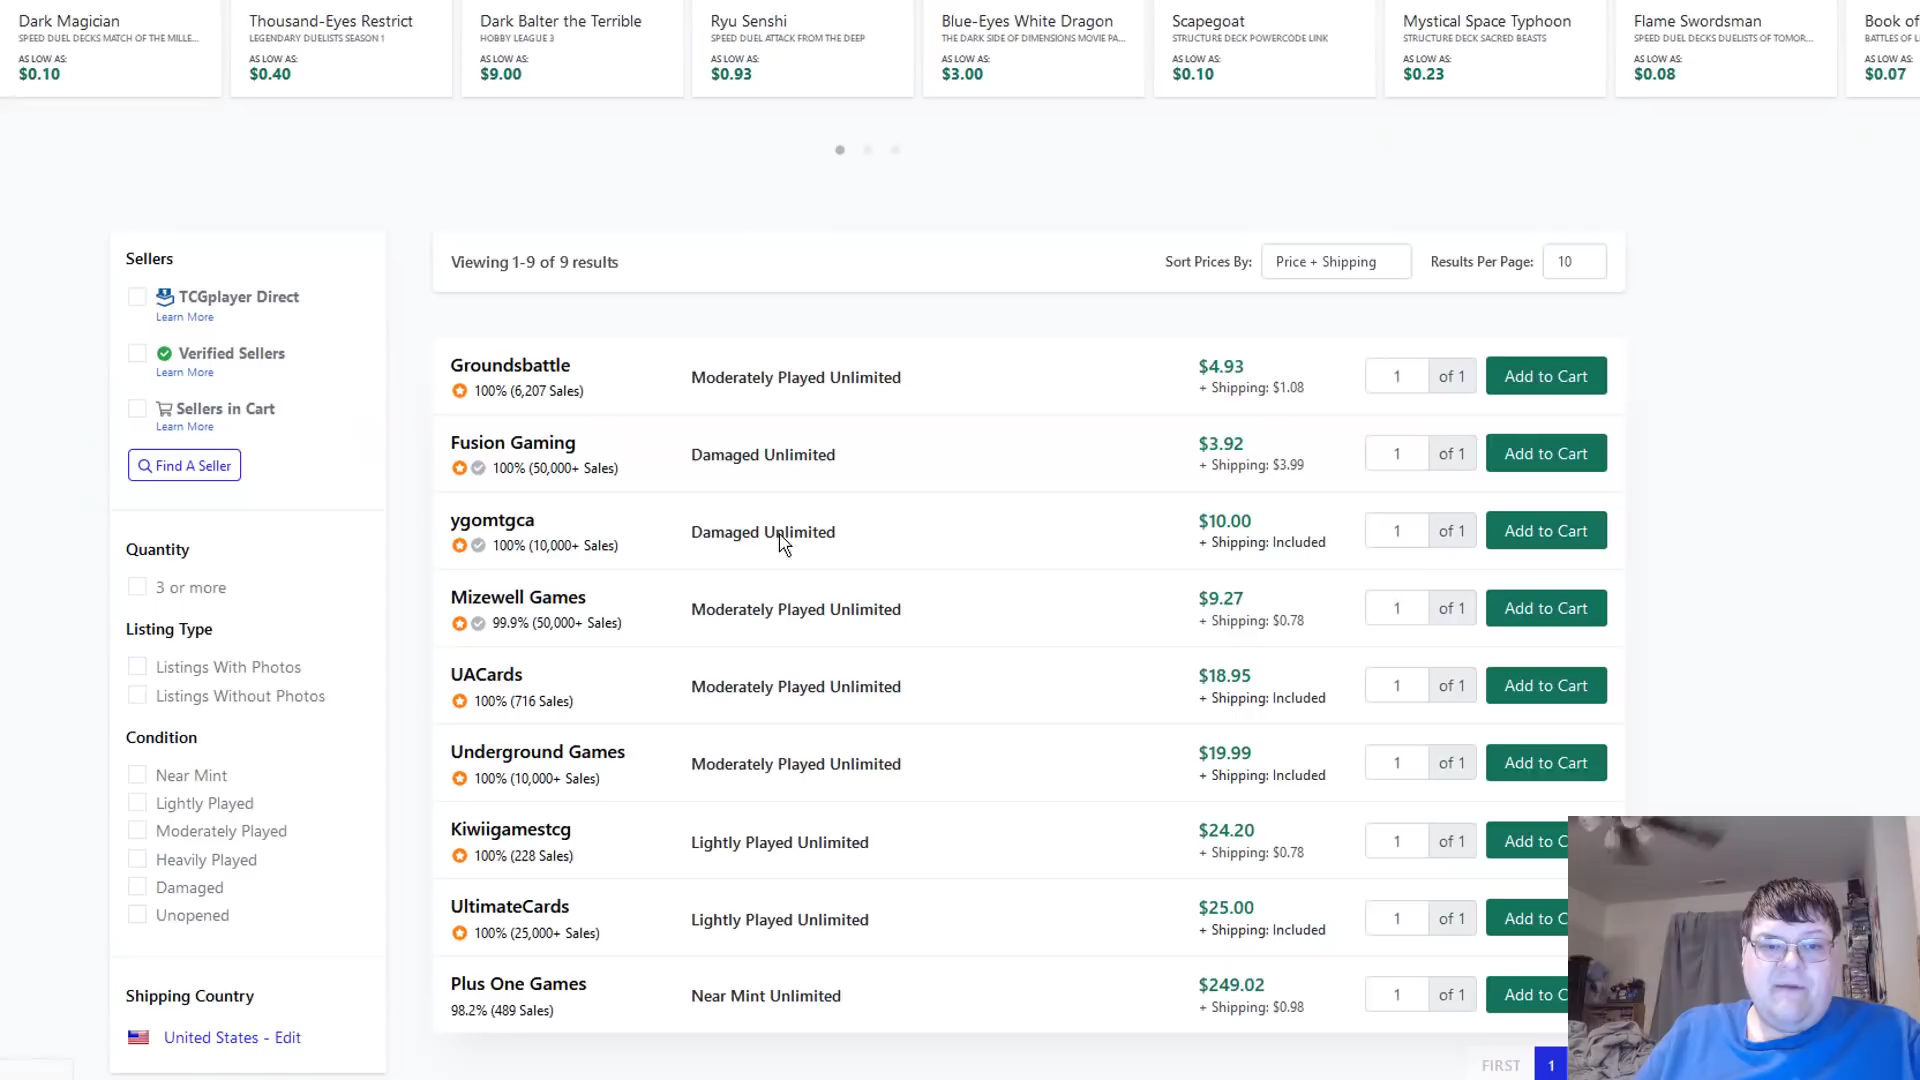 Dark Magician
SPEED DUEL DECKS MATCH OF THE MILLE...
AS LOW AS:
$0.10
Thousand-Eyes Restrict
LEGENDARY DUELISTS SEASON 1
AS LOW AS:
$0.40
Dark Balter the Terrible
HOBBY LEAGUE 3
AS LOW AS:
$9.00
Ryu Senshi
SPEED DUEL ATTACK FROM THE DEEP
AS LOW AS:
$0.93
Blue-Eyes White Dragon
THE DARK SIDE OF DIMENSIONS MOVIE PA...
AS LOW AS:
$3.00
Scapegoat
STRUCTURE DECK POWERCODE LINK
AS LOW AS:
$0.10
Mystical Space Typhoon
STRUCTURE DECK SACRED BEASTS
AS LOW AS:
$0.23
Flame Swordsman
SPEED DUEL DECKS DUELISTS OF TOMOR...
AS LOW AS:
$0.08
Book of
BATTLES OF L
AS LOW AS:
$0.07
Sellers
TCGplayer Direct
Learn More
Verified Sellers
Learn More
Sellers in Cart
Learn More
Find A Seller
Quantity
3 or more
Listing Type
Listings With Photos
Listings Without Photos
Condition
Near Mint
Lightly Played
Moderately Played
Heavily Played
Damaged
Unopened
Shipping Country
United States - Edit
Viewing 1-9 of 9 results
Sort Prices By: Price + Shipping Results Per Page: 10
Groundsbattle
100% (6,207 Sales)
Moderately Played Unlimited
$4.93
+ Shipping: $1.08
1 of 1 Add to Cart
Fusion Gaming
100% (50,000+ Sales)
Damaged Unlimited
$3.92
+ Shipping: $3.99
1 of 1 Add to Cart
ygomtgca
100% (10,000+ Sales)
Damaged Unlimited
$10.00
+ Shipping: Included
1 of 1 Add to Cart
Mizewell Games
99.9% (50,000+ Sales)
Moderately Played Unlimited
$9.27
+ Shipping: $0.78
1 of 1 Add to Cart
UACards
100% (716 Sales)
Moderately Played Unlimited
$18.95
+ Shipping: Included
1 of 1 Add to Cart
Underground Games
100% (10,000+ Sales)
Moderately Played Unlimited
$19.99
+ Shipping: Included
1 of 1 Add to Cart
Kiwiigamestcg
100% (228 Sales)
Lightly Played Unlimited
$24.20
+ Shipping: $0.78
1 of 1 Add to C
UltimateCards
100% (25,000+ Sales)
Lightly Played Unlimited
$25.00
+ Shipping: Included
1 of 1 Add to C
Plus One Games
98.2% (489 Sales)
Near Mint Unlimited
$249.02
+ Shipping: $0.98
1 of 1 Add to C
FIRST 1